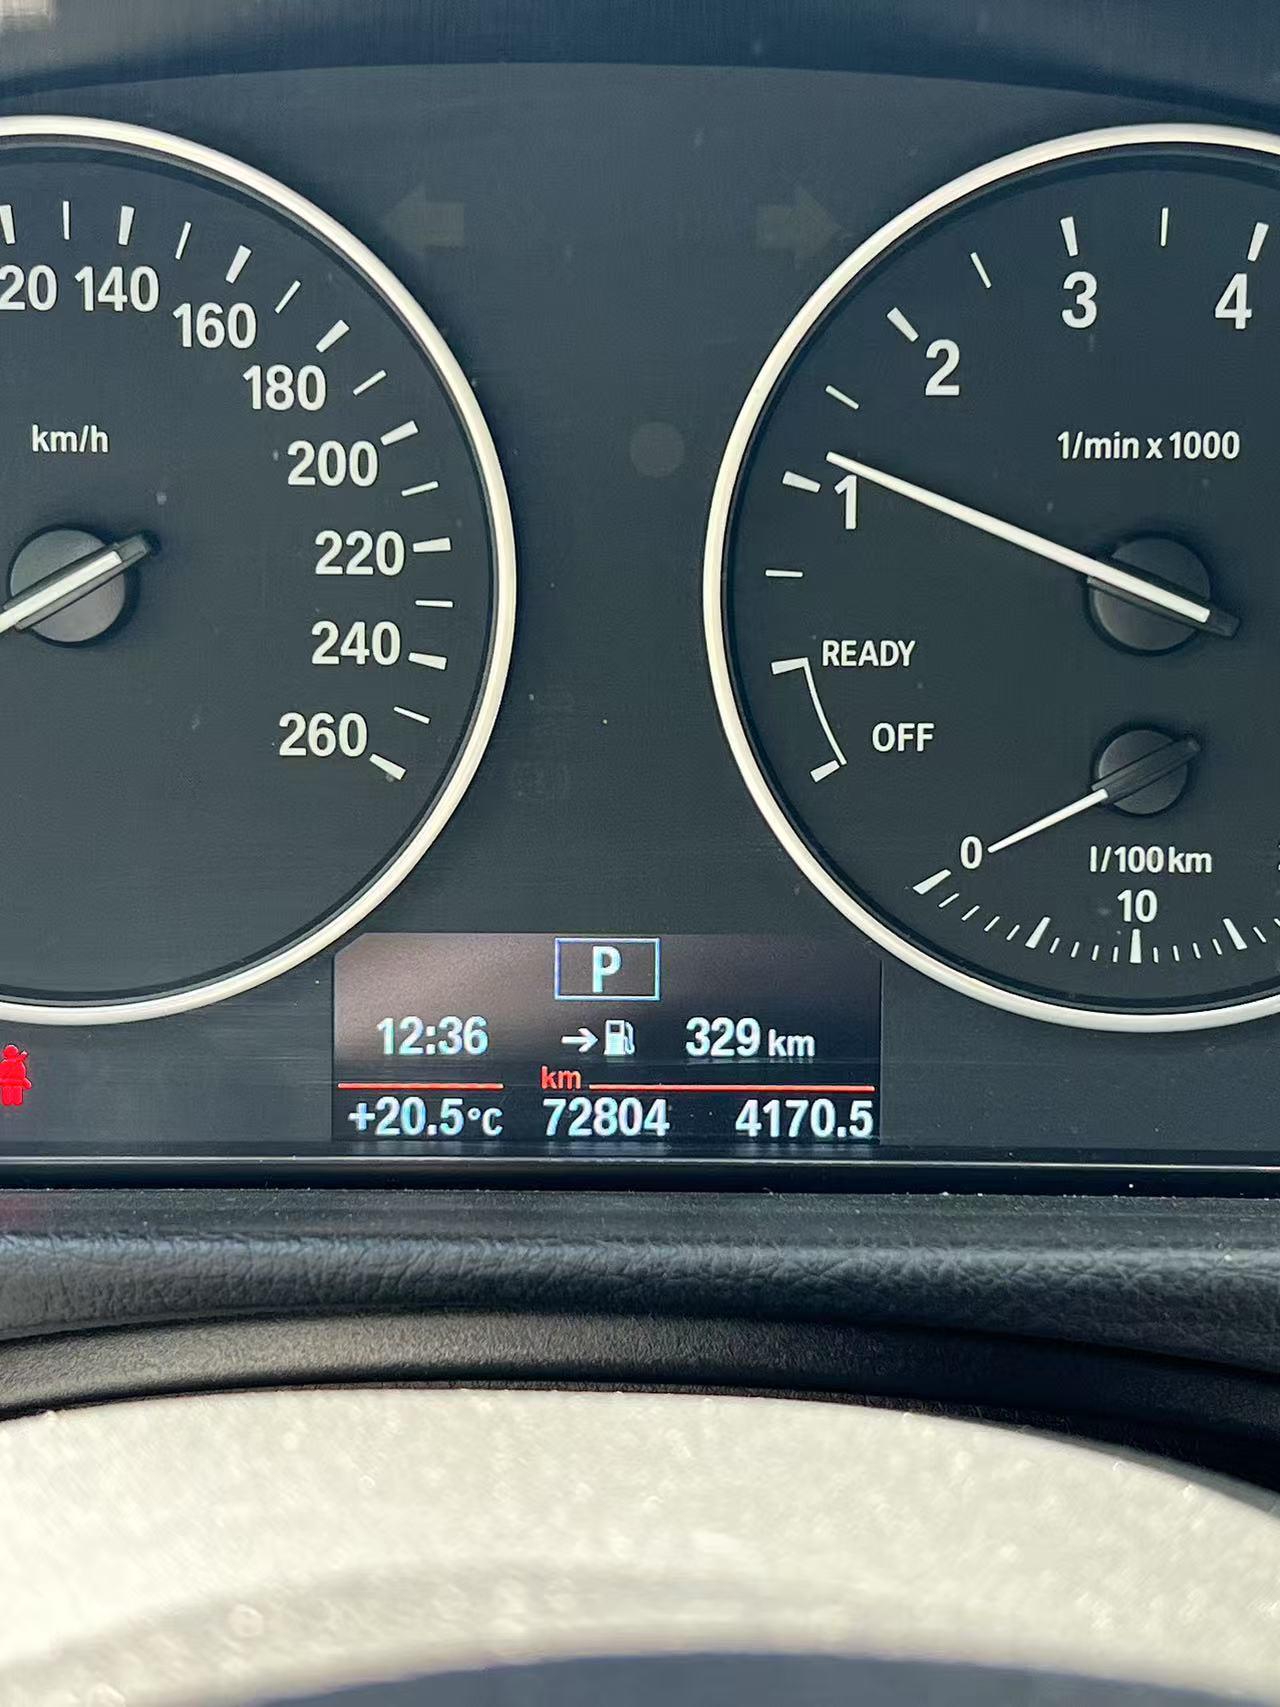 20 140
160
180
200
220
240
260
km/h
1
2
3
4
1/min x 1000
READY
OFF
0
l/100 km
10
P
12:36 → 329 km
km
+20.5°C 72804 4170.5